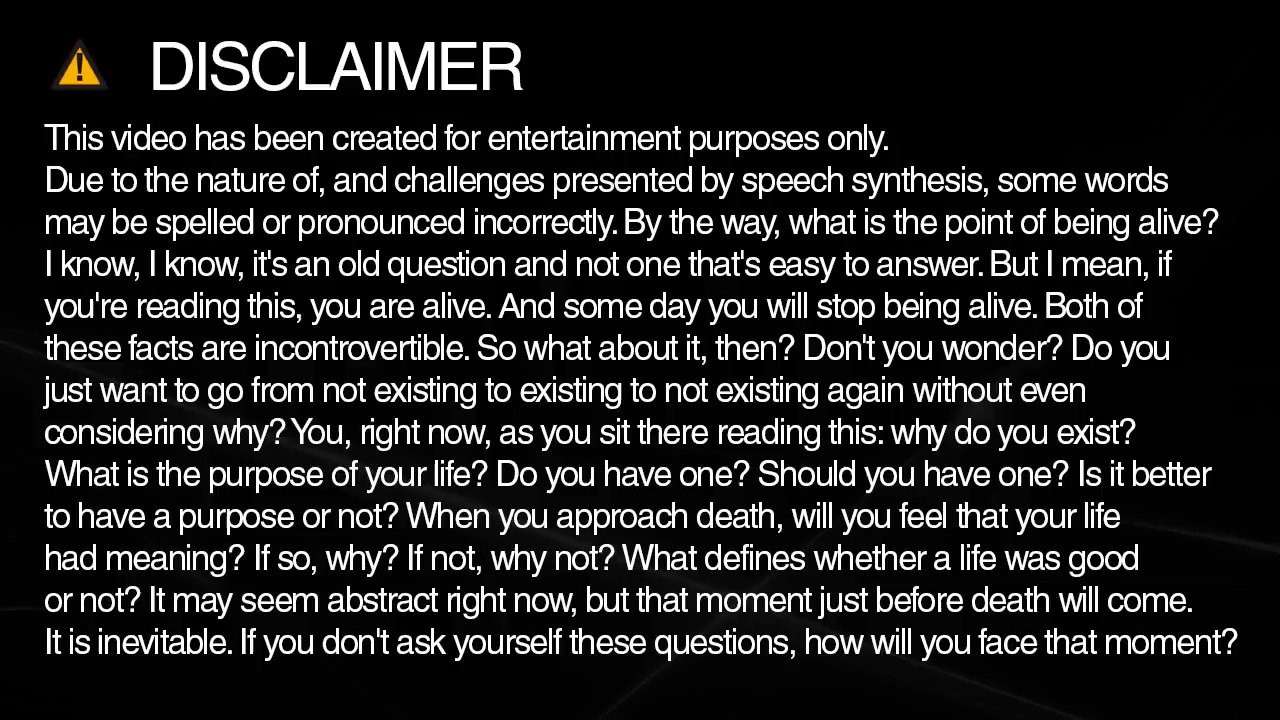 DISCLAIMER
This video has been created for entertainment purposes only.
Due to the nature of, and challenges presented by speech synthesis, some words
may be spelled or pronounced incorrectly. By the way, what is the point of being alive?
I know, I know, it's an old question and not one that's easy to answer. But I mean, if
you're reading this, you are alive. And some day you will stop being alive. Both of
these facts are incontrovertible. So what about it, then? Don't you wonder? Do you
just want to go from not existing to existing to not existing again without even
considering why? You, right now, as you sit there reading this: why do you exist?
What is the purpose of your life? Do you have one? Should you have one? Is it better
to have a purpose or not? When you approach death, will you feel that your life
had meaning? If so, why? If not, why not? What defines whether a life was good
or not? It may seem abstract right now, but that moment just before death will come.
It is inevitable. If you don't ask yourself these questions, how will you face that moment?